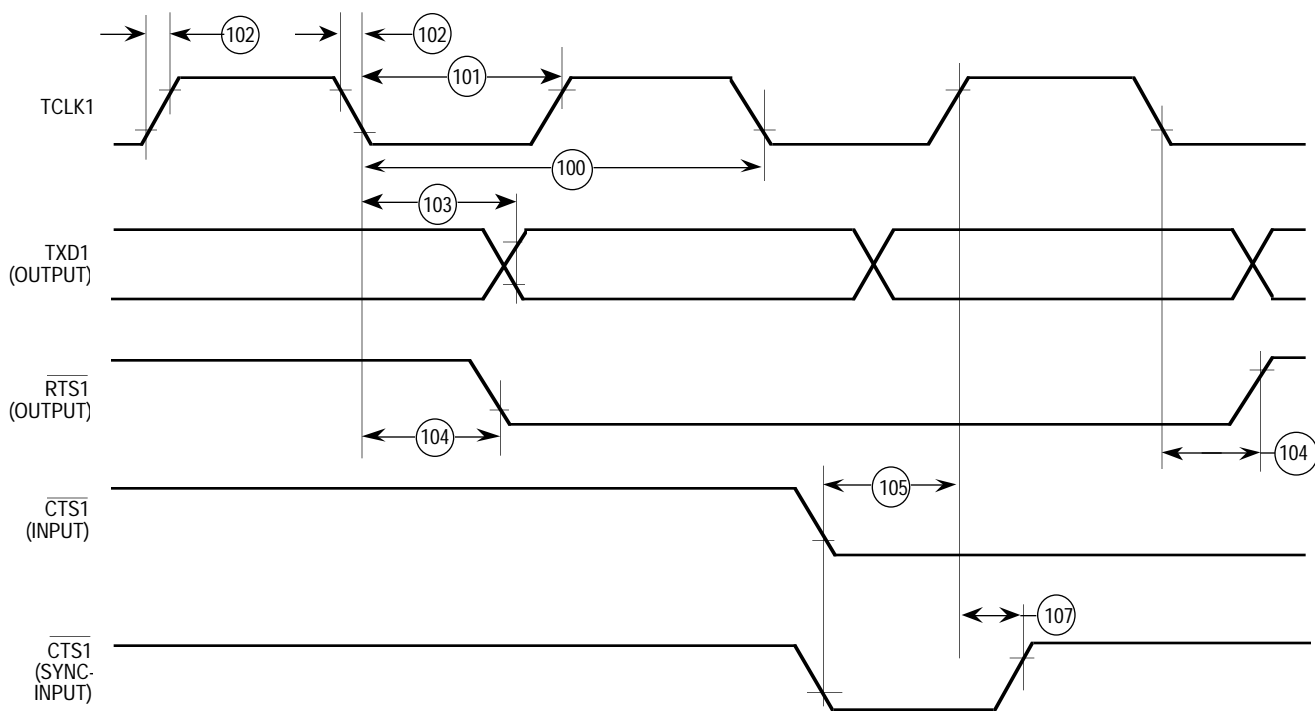 102
102
101
TCLK1
100
103
TXD1
(OUTPUT)
RTS1
(OUTPUT)
104
104
CTS1
(INPUT)
105
107
CTS1
(SYNC-
INPUT)